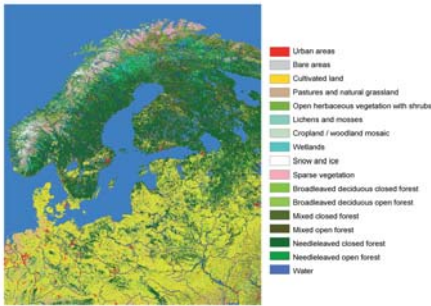 Urban areas
Bare areas
Cultivated land
Pastures and natural grassland
Open herbaceous vegetation with shrubs
Lichens and mosses
Cropland / woodland mosaic
Wetlands
Snow and ice
Sparse vegetation
Broadleaved deciduous closed forest
Broadleaved deciduous open forest
Mixed closed forest
Mixed open forest
Needleleaved closed forest
Needleleaved open forest
Water